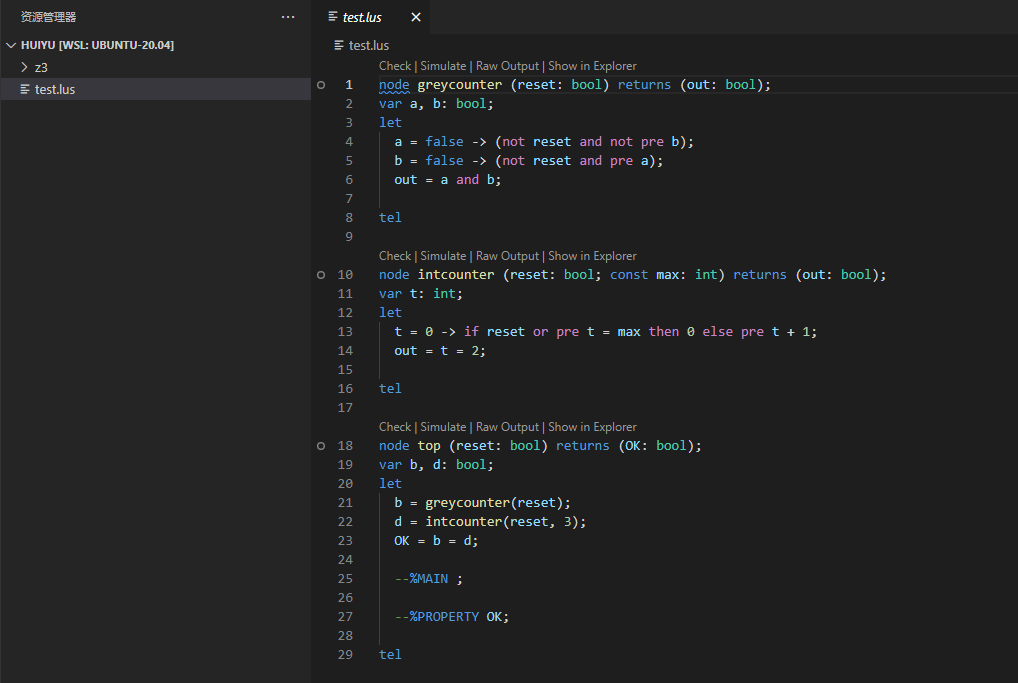 资源管理器 ···
HUIYU [WSL: UBUNTU-20.04]
z3
test.lus
test.lus
test.lus
Check | Simulate | Raw Output | Show in Explorer
1 node greycounter (reset: bool) returns (out: bool);
2 var a, b: bool;
3 let
4 a = false -> (not reset and not pre b);
5 b = false -> (not reset and pre a);
6 out = a and b;
7
8 tel
9
Check | Simulate | Raw Output | Show in Explorer
10 node intcounter (reset: bool; const max: int) returns (out: bool);
11 var t: int;
12 let
13 t = 0 -> if reset or pre t = max then 0 else pre t + 1;
14 out = t = 2;
15
16 tel
17
Check | Simulate | Raw Output | Show in Explorer
18 node top (reset: bool) returns (OK: bool);
19 var b, d: bool;
20 let
21 b = greycounter(reset);
22 d = intcounter(reset, 3);
23 OK = b = d;
24
25 --%MAIN ;
26
27 --%PROPERTY OK;
28
29 tel